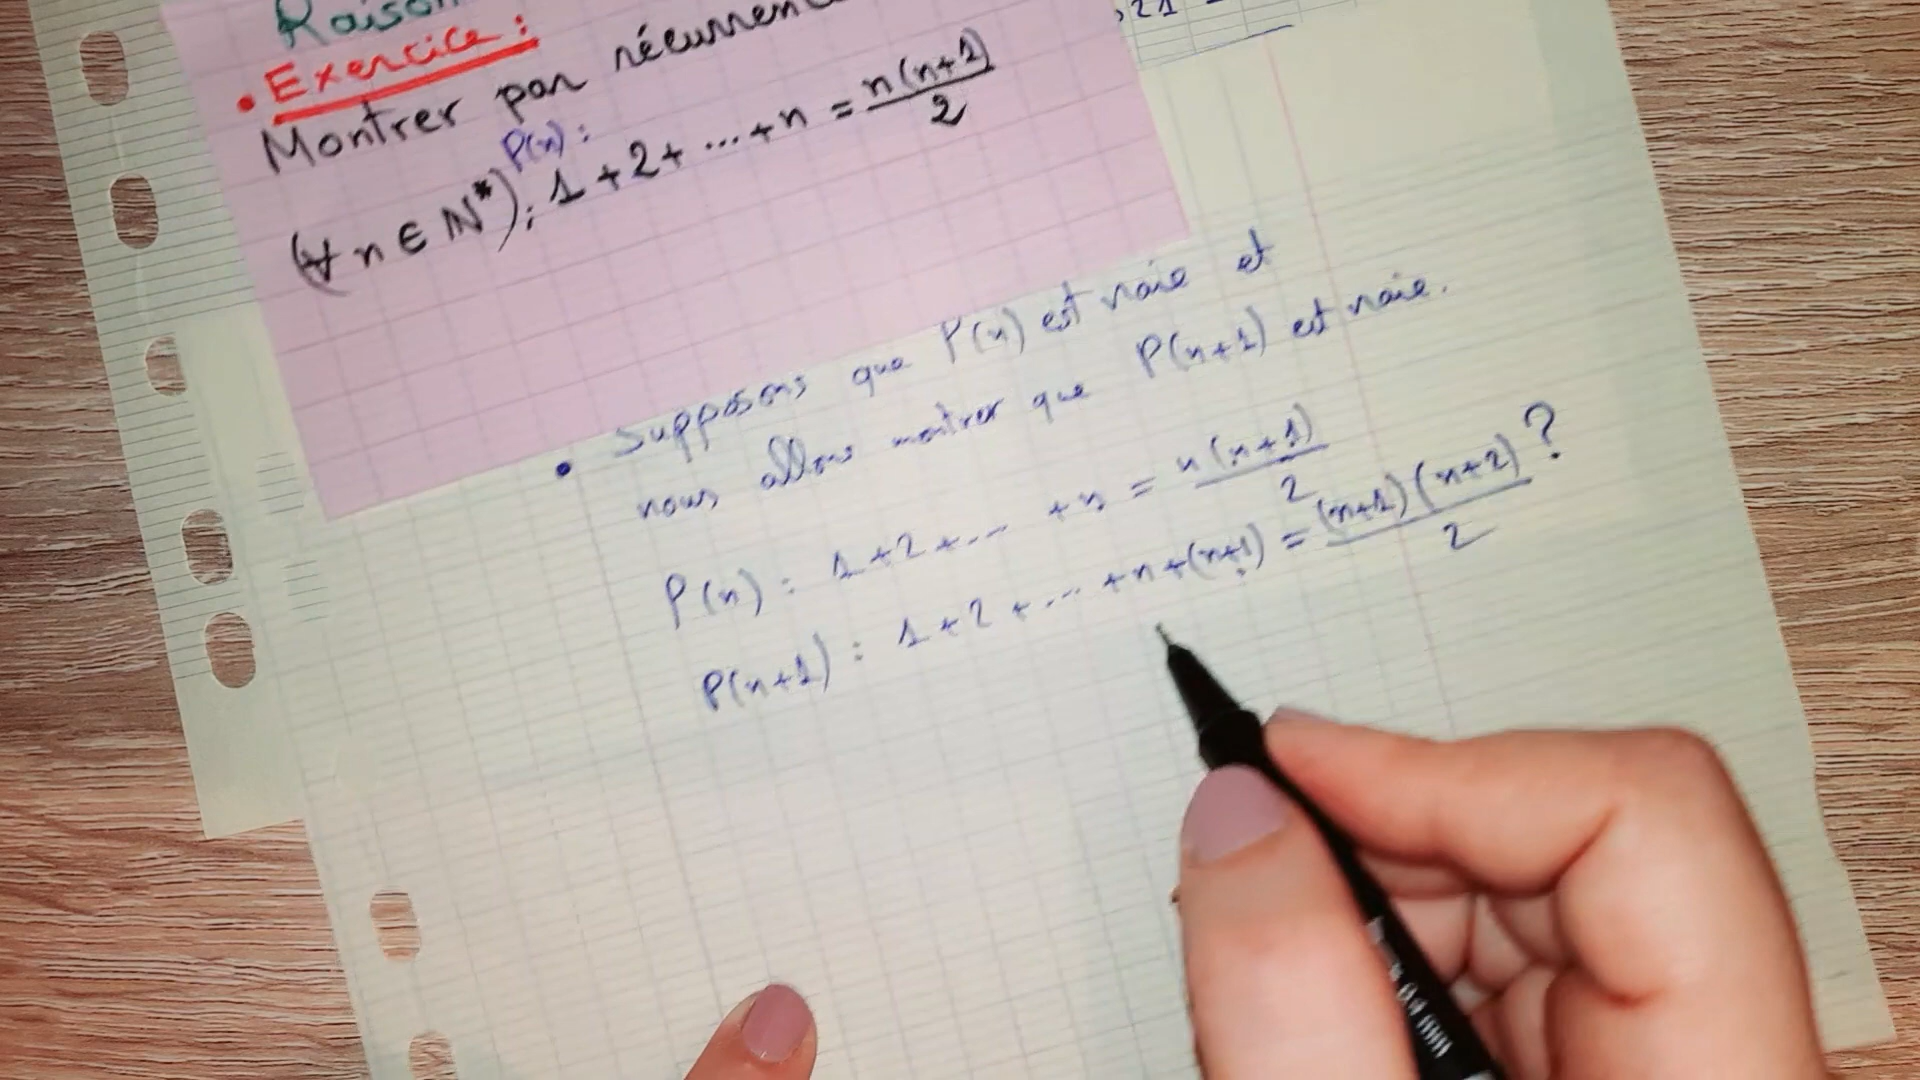 • Exercice :
Montrer par
P(n) :
(∀ n ∈ ℕ*) ; 1 + 2 + ... + n = n(n+1)/2
• Supposons que P(n) est vraie et
nous allons montrer que P(n+1) est vraie.
P(n) : 1 + 2 + ... + n = n(n+1)/2
P(n+1) : 1 + 2 + ... + n + (n+1) = (n+1)(n+2)/2 ?